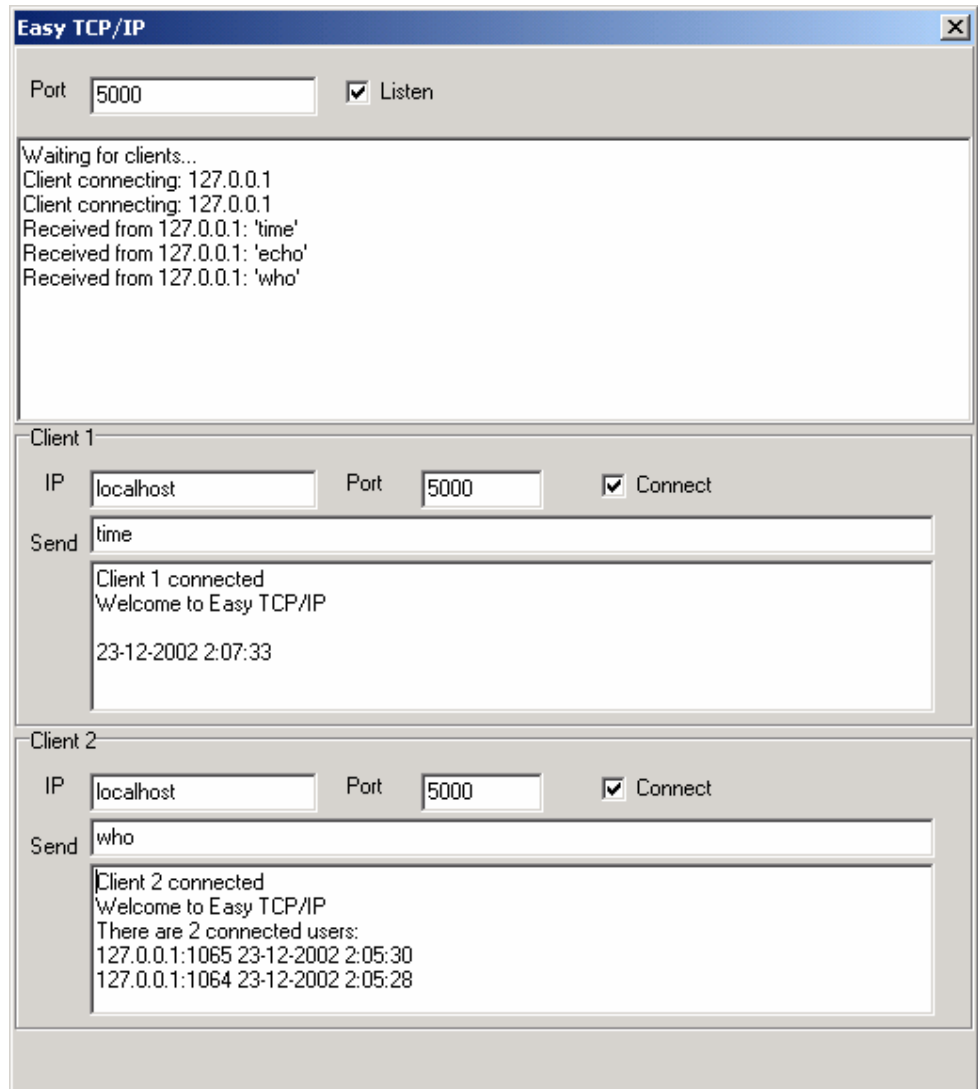 Easy TCP/IP
Port 5000 Listen
Waiting for clients...
Client connecting: 127.0.0.1
Client connecting: 127.0.0.1
Received from 127.0.0.1: 'time'
Received from 127.0.0.1: 'echo'
Received from 127.0.0.1: 'who'
Client 1
IP localhost Port 5000 Connect
Send time
Client 1 connected
Welcome to Easy TCP/IP
23-12-2002 2:07:33
Client 2
IP localhost Port 5000 Connect
Send who
Client 2 connected
Welcome to Easy TCP/IP
There are 2 connected users:
127.0.0.1:1065 23-12-2002 2:05:30
127.0.0.1:1064 23-12-2002 2:05:28